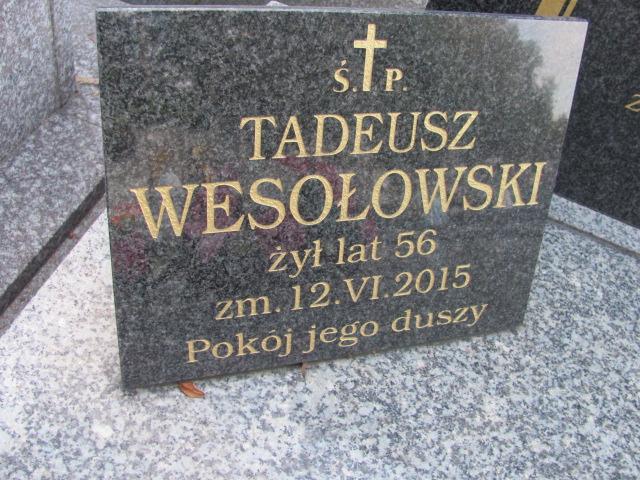 Ś. P.
TADEUSZ
WESOŁOWSKI
żył lat 56
zm. 12.VI.2015
Pokój jego duszy